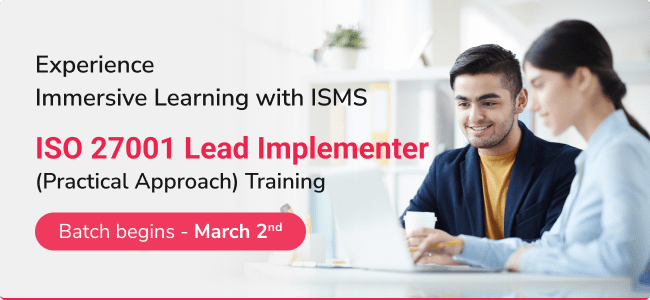 Experience
Immersive Learning with ISMS
ISO 27001 Lead Implementer
(Practical Approach) Training
Batch begins - March 2nd